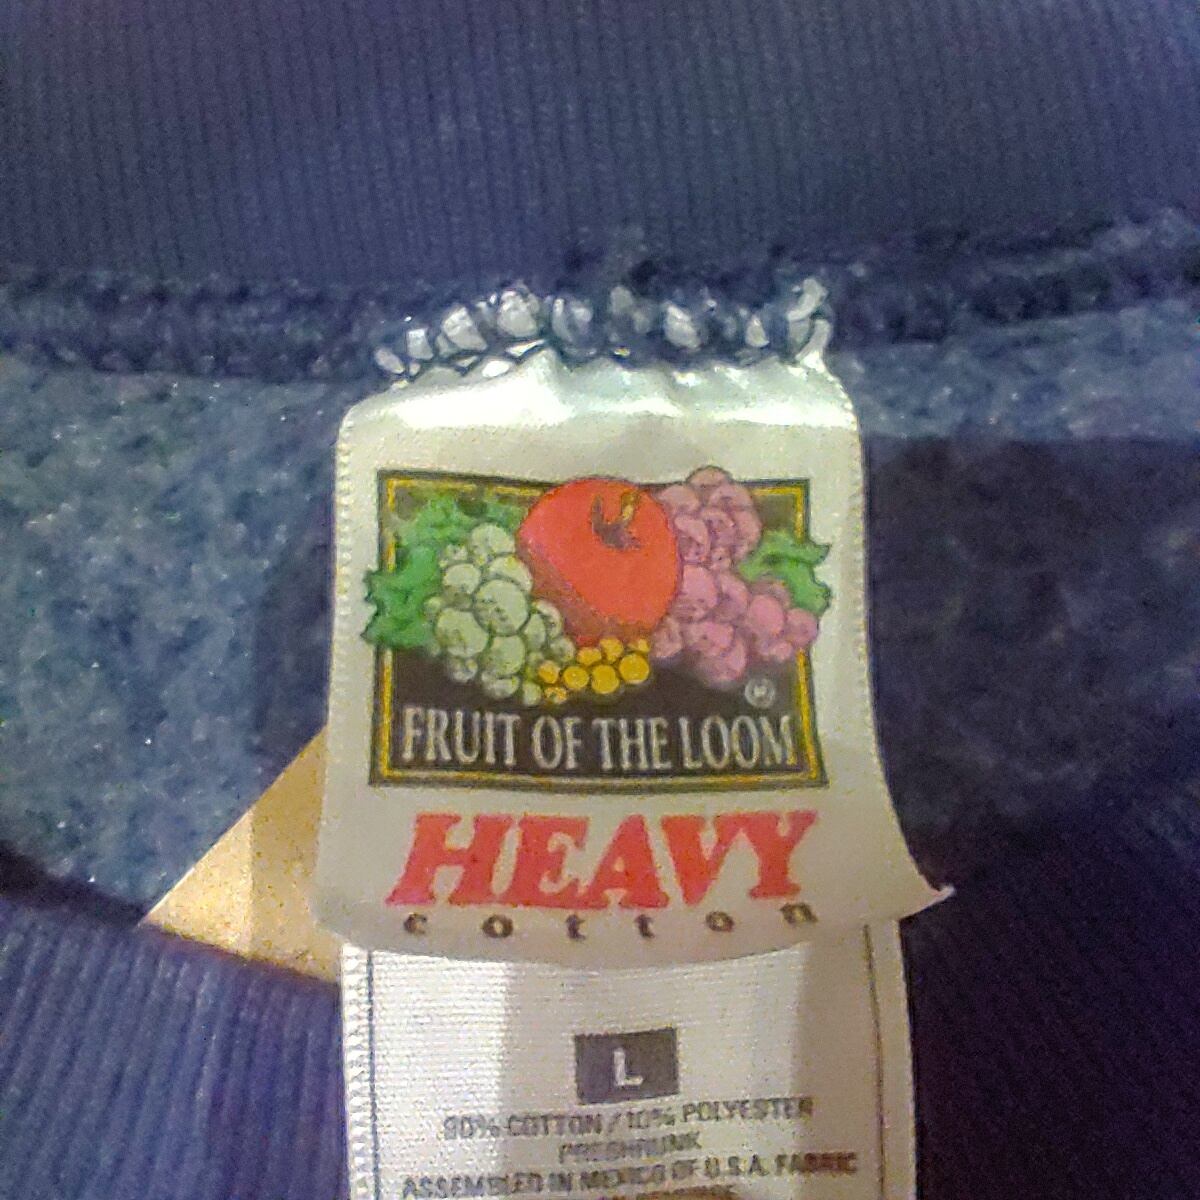 FRUIT OF THE LOOM
®
HEAVY
cotton
L
90% COTTON / 10% POLYESTER
PRESHRUNK
ASSEMBLED IN MEXICO OF U.S.A. FABRIC